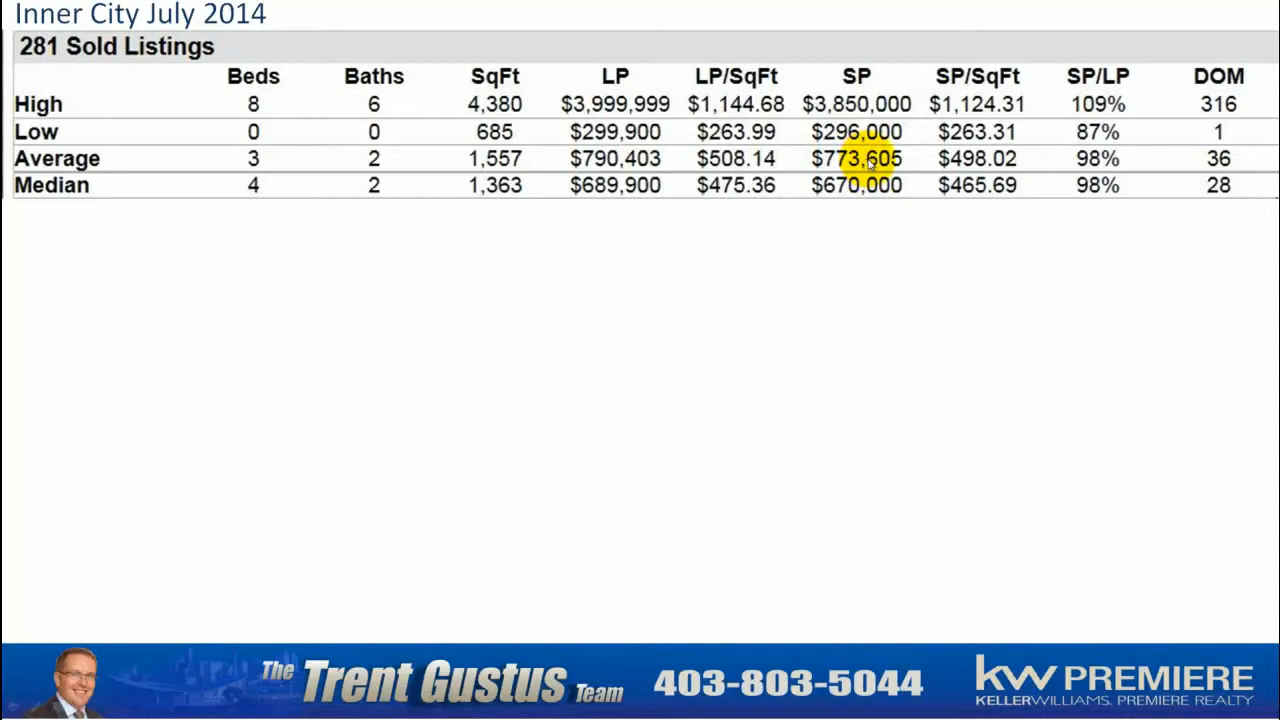 Inner City July 2014
281 Sold Listings
Beds Baths SqFt LP LP/SqFt SP SP/SqFt SP/LP DOM
High 8 6 4,380 $3,999,999 $1,144.68 $3,850,000 $1,124.31 109% 316
Low 0 0 685 $299,900 $263.99 $296,000 $263.31 87% 1
Average 3 2 1,557 $790,403 $508.14 $773,605 $498.02 98% 36
Median 4 2 1,363 $689,900 $475.36 $670,000 $465.69 98% 28
The Trent Gustus Team 403-803-5044 kw PREMIERE
KELLERWILLIAMS. PREMIERE REALTY